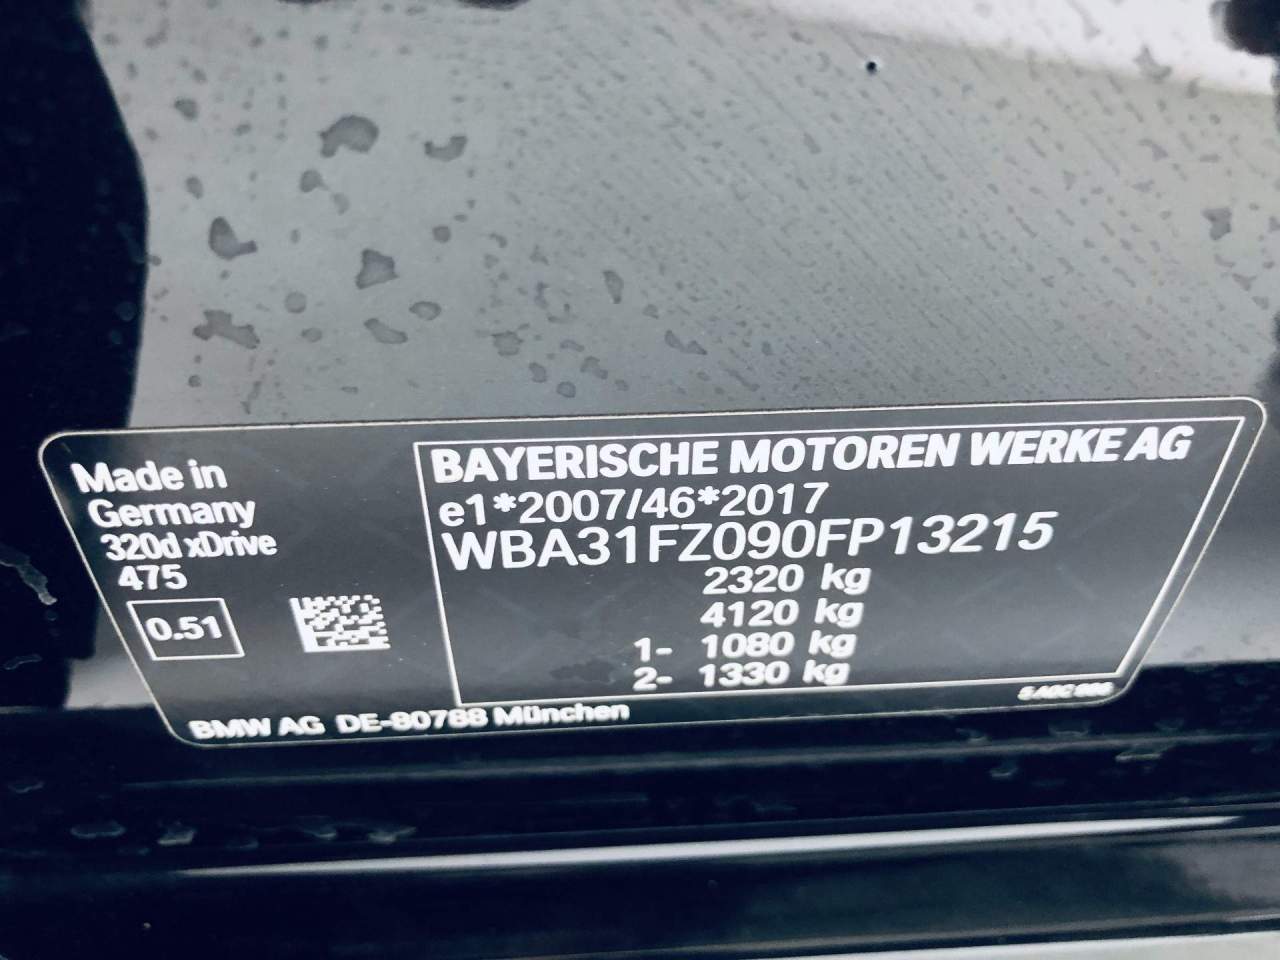 Made in
Germany
320d xDrive
475
0.51
BAYERISCHE MOTOREN WERKE AG
e1*2007/46*2017
WBA31FZ090FP13215
2320 kg
4120 kg
1- 1080 kg
2- 1330 kg
BMW AG DE-80788 München